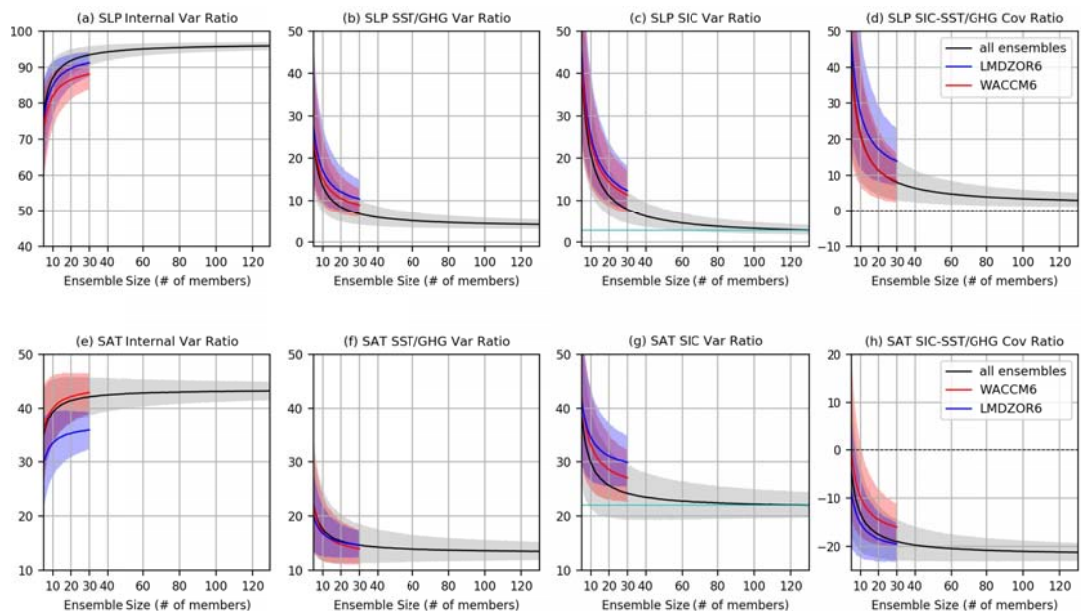 (a) SLP Internal Var Ratio
(b) SLP SST/GHG Var Ratio
(c) SLP SIC Var Ratio
(d) SLP SIC-SST/GHG Cov Ratio
100
90
80
70
60
50
40
10 20 30 40 60 80 100 120
Ensemble Size (# of members)
50
40
30
20
10
0
10 20 30 40 60 80 100 120
Ensemble Size (# of members)
50
40
30
20
10
0
10 20 30 40 60 80 100 120
Ensemble Size (# of members)
50
40
30
20
10
0
−10
10 20 30 40 60 80 100 120
Ensemble Size (# of members)
all ensembles
LMDZOR6
WACCM6
(e) SAT Internal Var Ratio
(f) SAT SST/GHG Var Ratio
(g) SAT SIC Var Ratio
(h) SAT SIC-SST/GHG Cov Ratio
50
40
30
20
10
10 20 30 40 60 80 100 120
Ensemble Size (# of members)
50
40
30
20
10
10 20 30 40 60 80 100 120
Ensemble Size (# of members)
50
40
30
20
10
10 20 30 40 60 80 100 120
Ensemble Size (# of members)
20
10
0
−10
−20
10 20 30 40 60 80 100 120
Ensemble Size (# of members)
all ensembles
WACCM6
LMDZOR6